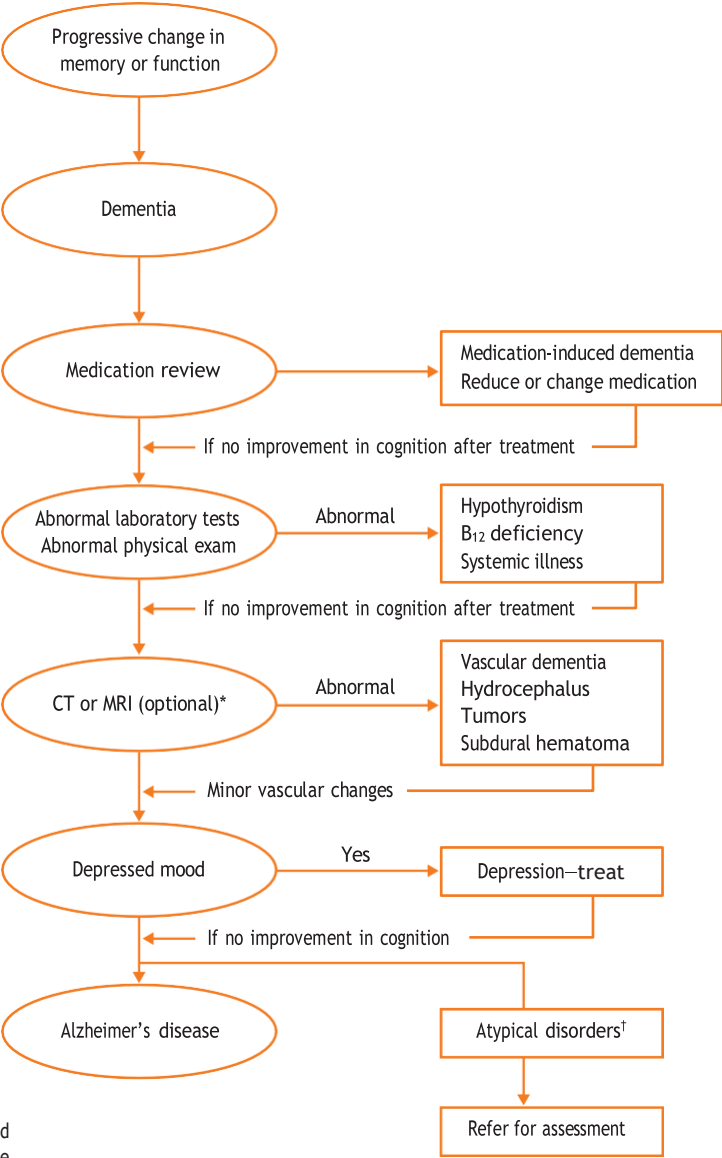 Progressive change in
memory or function
Dementia
Medication review
Medication-induced dementia
Reduce or change medication
If no improvement in cognition after treatment
Abnormal laboratory tests
Abnormal physical exam
Abnormal
Hypothyroidism
B₁₂ deficiency
Systemic illness
If no improvement in cognition after treatment
CT or MRI (optional)*
Abnormal
Vascular dementia
Hydrocephalus
Tumors
Subdural hematoma
Minor vascular changes
Depressed mood
Yes
Depression—treat
If no improvement in cognition
Alzheimer's disease
Atypical disorders†
Refer for assessment
d
e